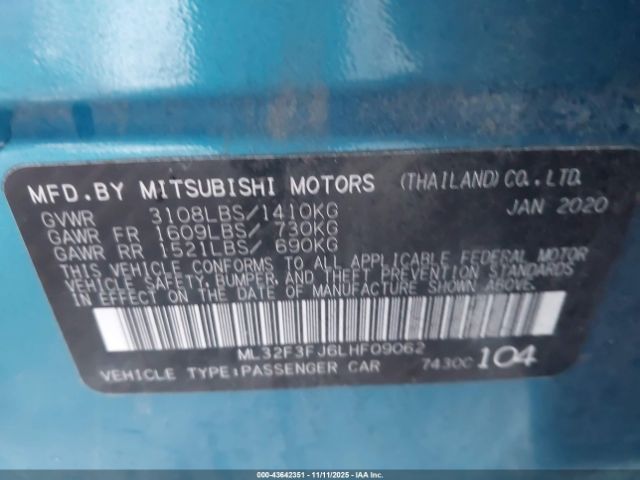 MFD.BY MITSUBISHI MOTORS (THAILAND) CO.,LTD.
GVWR 3108LBS/1410KG JAN 2020
GAWR FR 1609LBS/ 730KG
GAWR RR 1521LBS/ 690KG
THIS VEHICLE CONFORMS TO ALL APPLICABLE FEDERAL MOTOR
VEHICLE SAFETY, BUMPER, AND THEFT PREVENTION STANDARDS
IN EFFECT ON THE DATE OF MANUFACTURE SHOWN ABOVE.
ML32F3FJ6LHF09062
VEHICLE TYPE:PASSENGER CAR 7430C 104
000-43642351 - 11/11/2025 - IAAI.COM